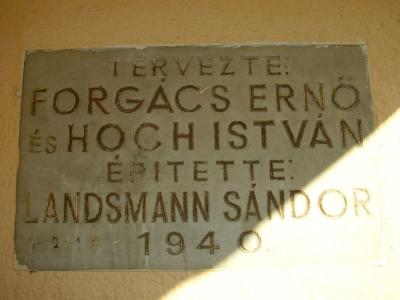 TERVEZTE:
FORGÁCS ERNŐ
ÉS HOCH ISTVÁN
ÉPITETTE:
LANDSMANN SÁNDOR
1940